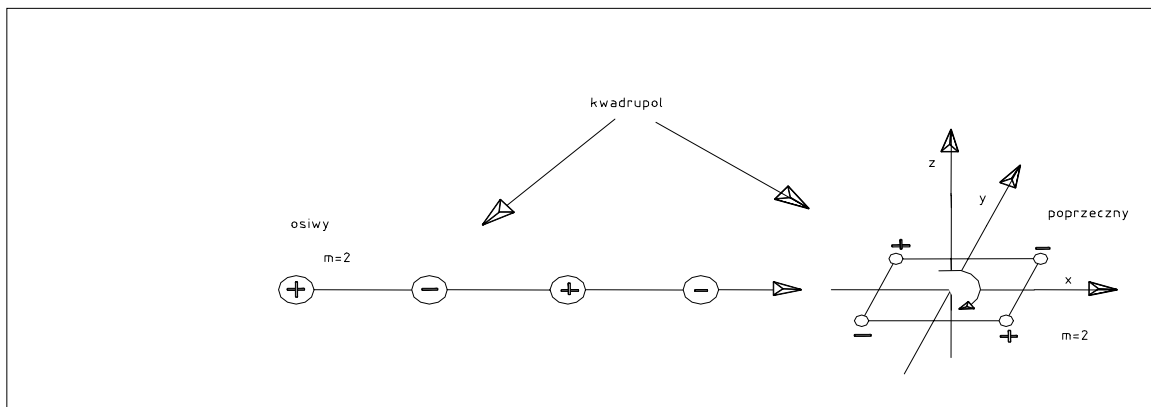 kwadrupol
z
y
osiwy
poprzeczny
+
-
m=2
+
-
+
-
x
-
+
m=2